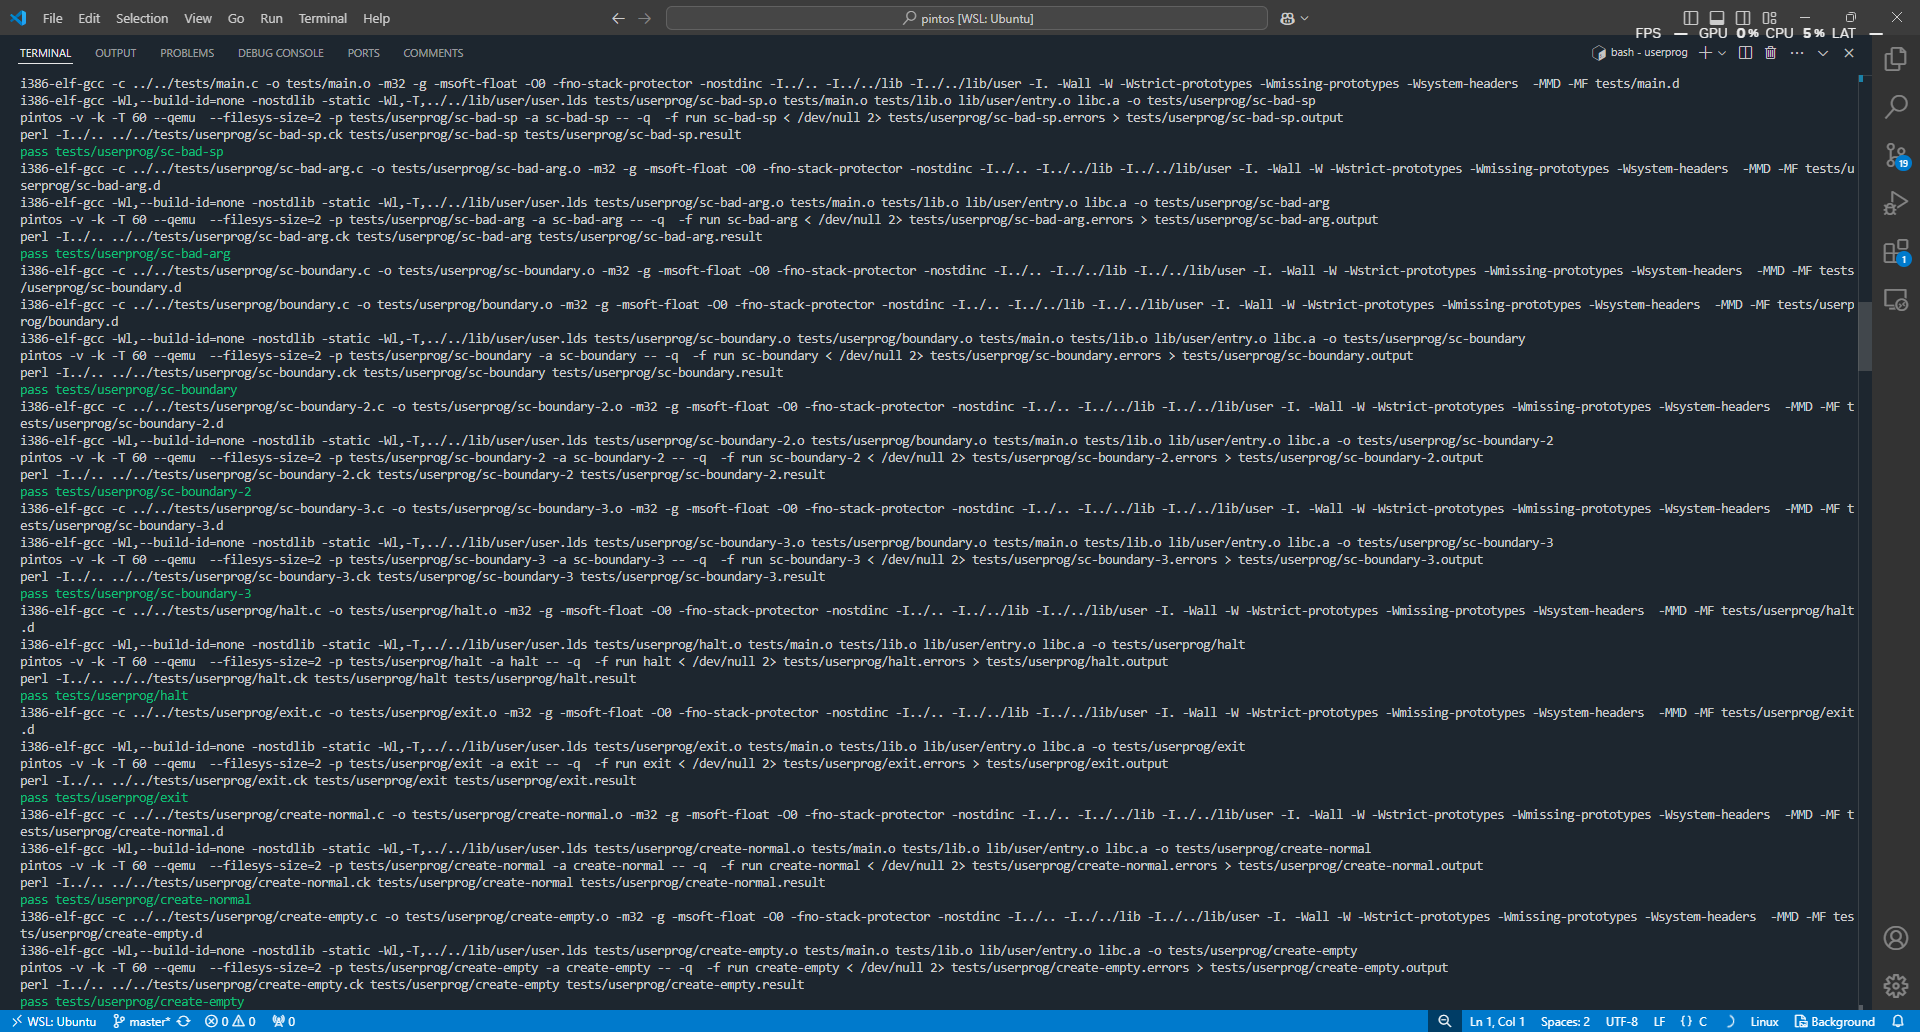 File Edit Selection View Go Run Terminal Help
pintos [WSL: Ubuntu]
FPS — GPU 0% CPU 5% LAT —
TERMINAL OUTPUT PROBLEMS DEBUG CONSOLE PORTS COMMENTS
bash - userprog
i386-elf-gcc -c ../../tests/main.c -o tests/main.o -m32 -g -msoft-float -O0 -fno-stack-protector -nostdinc -I../.. -I../../lib -I../../lib/user -I. -Wall -W -Wstrict-prototypes -Wmissing-prototypes -Wsystem-headers  -MMD -MF tests/main.d
i386-elf-gcc -Wl,--build-id=none -nostdlib -static -Wl,-T,../../lib/user/user.lds tests/userprog/sc-bad-sp.o tests/main.o tests/lib.o lib/user/entry.o libc.a -o tests/userprog/sc-bad-sp
pintos -v -k -T 60 --qemu  --filesys-size=2 -p tests/userprog/sc-bad-sp -a sc-bad-sp -- -q  -f run sc-bad-sp < /dev/null 2> tests/userprog/sc-bad-sp.errors > tests/userprog/sc-bad-sp.output
perl -I../.. ../../tests/userprog/sc-bad-sp.ck tests/userprog/sc-bad-sp tests/userprog/sc-bad-sp.result
pass tests/userprog/sc-bad-sp
i386-elf-gcc -c ../../tests/userprog/sc-bad-arg.c -o tests/userprog/sc-bad-arg.o -m32 -g -msoft-float -O0 -fno-stack-protector -nostdinc -I../.. -I../../lib -I../../lib/user -I. -Wall -W -Wstrict-prototypes -Wmissing-prototypes -Wsystem-headers  -MMD -MF tests/u
serprog/sc-bad-arg.d
i386-elf-gcc -Wl,--build-id=none -nostdlib -static -Wl,-T,../../lib/user/user.lds tests/userprog/sc-bad-arg.o tests/main.o tests/lib.o lib/user/entry.o libc.a -o tests/userprog/sc-bad-arg
pintos -v -k -T 60 --qemu  --filesys-size=2 -p tests/userprog/sc-bad-arg -a sc-bad-arg -- -q  -f run sc-bad-arg < /dev/null 2> tests/userprog/sc-bad-arg.errors > tests/userprog/sc-bad-arg.output
perl -I../.. ../../tests/userprog/sc-bad-arg.ck tests/userprog/sc-bad-arg tests/userprog/sc-bad-arg.result
pass tests/userprog/sc-bad-arg
i386-elf-gcc -c ../../tests/userprog/sc-boundary.c -o tests/userprog/sc-boundary.o -m32 -g -msoft-float -O0 -fno-stack-protector -nostdinc -I../.. -I../../lib -I../../lib/user -I. -Wall -W -Wstrict-prototypes -Wmissing-prototypes -Wsystem-headers  -MMD -MF tests
/userprog/sc-boundary.d
i386-elf-gcc -c ../../tests/userprog/boundary.c -o tests/userprog/boundary.o -m32 -g -msoft-float -O0 -fno-stack-protector -nostdinc -I../.. -I../../lib -I../../lib/user -I. -Wall -W -Wstrict-prototypes -Wmissing-prototypes -Wsystem-headers  -MMD -MF tests/userp
rog/boundary.d
i386-elf-gcc -Wl,--build-id=none -nostdlib -static -Wl,-T,../../lib/user/user.lds tests/userprog/sc-boundary.o tests/userprog/boundary.o tests/main.o tests/lib.o lib/user/entry.o libc.a -o tests/userprog/sc-boundary
pintos -v -k -T 60 --qemu  --filesys-size=2 -p tests/userprog/sc-boundary -a sc-boundary -- -q  -f run sc-boundary < /dev/null 2> tests/userprog/sc-boundary.errors > tests/userprog/sc-boundary.output
perl -I../.. ../../tests/userprog/sc-boundary.ck tests/userprog/sc-boundary tests/userprog/sc-boundary.result
pass tests/userprog/sc-boundary
i386-elf-gcc -c ../../tests/userprog/sc-boundary-2.c -o tests/userprog/sc-boundary-2.o -m32 -g -msoft-float -O0 -fno-stack-protector -nostdinc -I../.. -I../../lib -I../../lib/user -I. -Wall -W -Wstrict-prototypes -Wmissing-prototypes -Wsystem-headers  -MMD -MF t
ests/userprog/sc-boundary-2.d
i386-elf-gcc -Wl,--build-id=none -nostdlib -static -Wl,-T,../../lib/user/user.lds tests/userprog/sc-boundary-2.o tests/userprog/boundary.o tests/main.o tests/lib.o lib/user/entry.o libc.a -o tests/userprog/sc-boundary-2
pintos -v -k -T 60 --qemu  --filesys-size=2 -p tests/userprog/sc-boundary-2 -a sc-boundary-2 -- -q  -f run sc-boundary-2 < /dev/null 2> tests/userprog/sc-boundary-2.errors > tests/userprog/sc-boundary-2.output
perl -I../.. ../../tests/userprog/sc-boundary-2.ck tests/userprog/sc-boundary-2 tests/userprog/sc-boundary-2.result
pass tests/userprog/sc-boundary-2
i386-elf-gcc -c ../../tests/userprog/sc-boundary-3.c -o tests/userprog/sc-boundary-3.o -m32 -g -msoft-float -O0 -fno-stack-protector -nostdinc -I../.. -I../../lib -I../../lib/user -I. -Wall -W -Wstrict-prototypes -Wmissing-prototypes -Wsystem-headers  -MMD -MF t
ests/userprog/sc-boundary-3.d
i386-elf-gcc -Wl,--build-id=none -nostdlib -static -Wl,-T,../../lib/user/user.lds tests/userprog/sc-boundary-3.o tests/userprog/boundary.o tests/main.o tests/lib.o lib/user/entry.o libc.a -o tests/userprog/sc-boundary-3
pintos -v -k -T 60 --qemu  --filesys-size=2 -p tests/userprog/sc-boundary-3 -a sc-boundary-3 -- -q  -f run sc-boundary-3 < /dev/null 2> tests/userprog/sc-boundary-3.errors > tests/userprog/sc-boundary-3.output
perl -I../.. ../../tests/userprog/sc-boundary-3.ck tests/userprog/sc-boundary-3 tests/userprog/sc-boundary-3.result
pass tests/userprog/sc-boundary-3
i386-elf-gcc -c ../../tests/userprog/halt.c -o tests/userprog/halt.o -m32 -g -msoft-float -O0 -fno-stack-protector -nostdinc -I../.. -I../../lib -I../../lib/user -I. -Wall -W -Wstrict-prototypes -Wmissing-prototypes -Wsystem-headers  -MMD -MF tests/userprog/halt
.d
i386-elf-gcc -Wl,--build-id=none -nostdlib -static -Wl,-T,../../lib/user/user.lds tests/userprog/halt.o tests/main.o tests/lib.o lib/user/entry.o libc.a -o tests/userprog/halt
pintos -v -k -T 60 --qemu  --filesys-size=2 -p tests/userprog/halt -a halt -- -q  -f run halt < /dev/null 2> tests/userprog/halt.errors > tests/userprog/halt.output
perl -I../.. ../../tests/userprog/halt.ck tests/userprog/halt tests/userprog/halt.result
pass tests/userprog/halt
i386-elf-gcc -c ../../tests/userprog/exit.c -o tests/userprog/exit.o -m32 -g -msoft-float -O0 -fno-stack-protector -nostdinc -I../.. -I../../lib -I../../lib/user -I. -Wall -W -Wstrict-prototypes -Wmissing-prototypes -Wsystem-headers  -MMD -MF tests/userprog/exit
.d
i386-elf-gcc -Wl,--build-id=none -nostdlib -static -Wl,-T,../../lib/user/user.lds tests/userprog/exit.o tests/main.o tests/lib.o lib/user/entry.o libc.a -o tests/userprog/exit
pintos -v -k -T 60 --qemu  --filesys-size=2 -p tests/userprog/exit -a exit -- -q  -f run exit < /dev/null 2> tests/userprog/exit.errors > tests/userprog/exit.output
perl -I../.. ../../tests/userprog/exit.ck tests/userprog/exit tests/userprog/exit.result
pass tests/userprog/exit
i386-elf-gcc -c ../../tests/userprog/create-normal.c -o tests/userprog/create-normal.o -m32 -g -msoft-float -O0 -fno-stack-protector -nostdinc -I../.. -I../../lib -I../../lib/user -I. -Wall -W -Wstrict-prototypes -Wmissing-prototypes -Wsystem-headers  -MMD -MF t
ests/userprog/create-normal.d
i386-elf-gcc -Wl,--build-id=none -nostdlib -static -Wl,-T,../../lib/user/user.lds tests/userprog/create-normal.o tests/main.o tests/lib.o lib/user/entry.o libc.a -o tests/userprog/create-normal
pintos -v -k -T 60 --qemu  --filesys-size=2 -p tests/userprog/create-normal -a create-normal -- -q  -f run create-normal < /dev/null 2> tests/userprog/create-normal.errors > tests/userprog/create-normal.output
perl -I../.. ../../tests/userprog/create-normal.ck tests/userprog/create-normal tests/userprog/create-normal.result
pass tests/userprog/create-normal
i386-elf-gcc -c ../../tests/userprog/create-empty.c -o tests/userprog/create-empty.o -m32 -g -msoft-float -O0 -fno-stack-protector -nostdinc -I../.. -I../../lib -I../../lib/user -I. -Wall -W -Wstrict-prototypes -Wmissing-prototypes -Wsystem-headers  -MMD -MF tes
ts/userprog/create-empty.d
i386-elf-gcc -Wl,--build-id=none -nostdlib -static -Wl,-T,../../lib/user/user.lds tests/userprog/create-empty.o tests/main.o tests/lib.o lib/user/entry.o libc.a -o tests/userprog/create-empty
pintos -v -k -T 60 --qemu  --filesys-size=2 -p tests/userprog/create-empty -a create-empty -- -q  -f run create-empty < /dev/null 2> tests/userprog/create-empty.errors > tests/userprog/create-empty.output
perl -I../.. ../../tests/userprog/create-empty.ck tests/userprog/create-empty tests/userprog/create-empty.result
pass tests/userprog/create-empty
19
1
WSL: Ubuntu master* 0 0 0 Ln 1, Col 1 Spaces: 2 UTF-8 LF {} C Linux Background